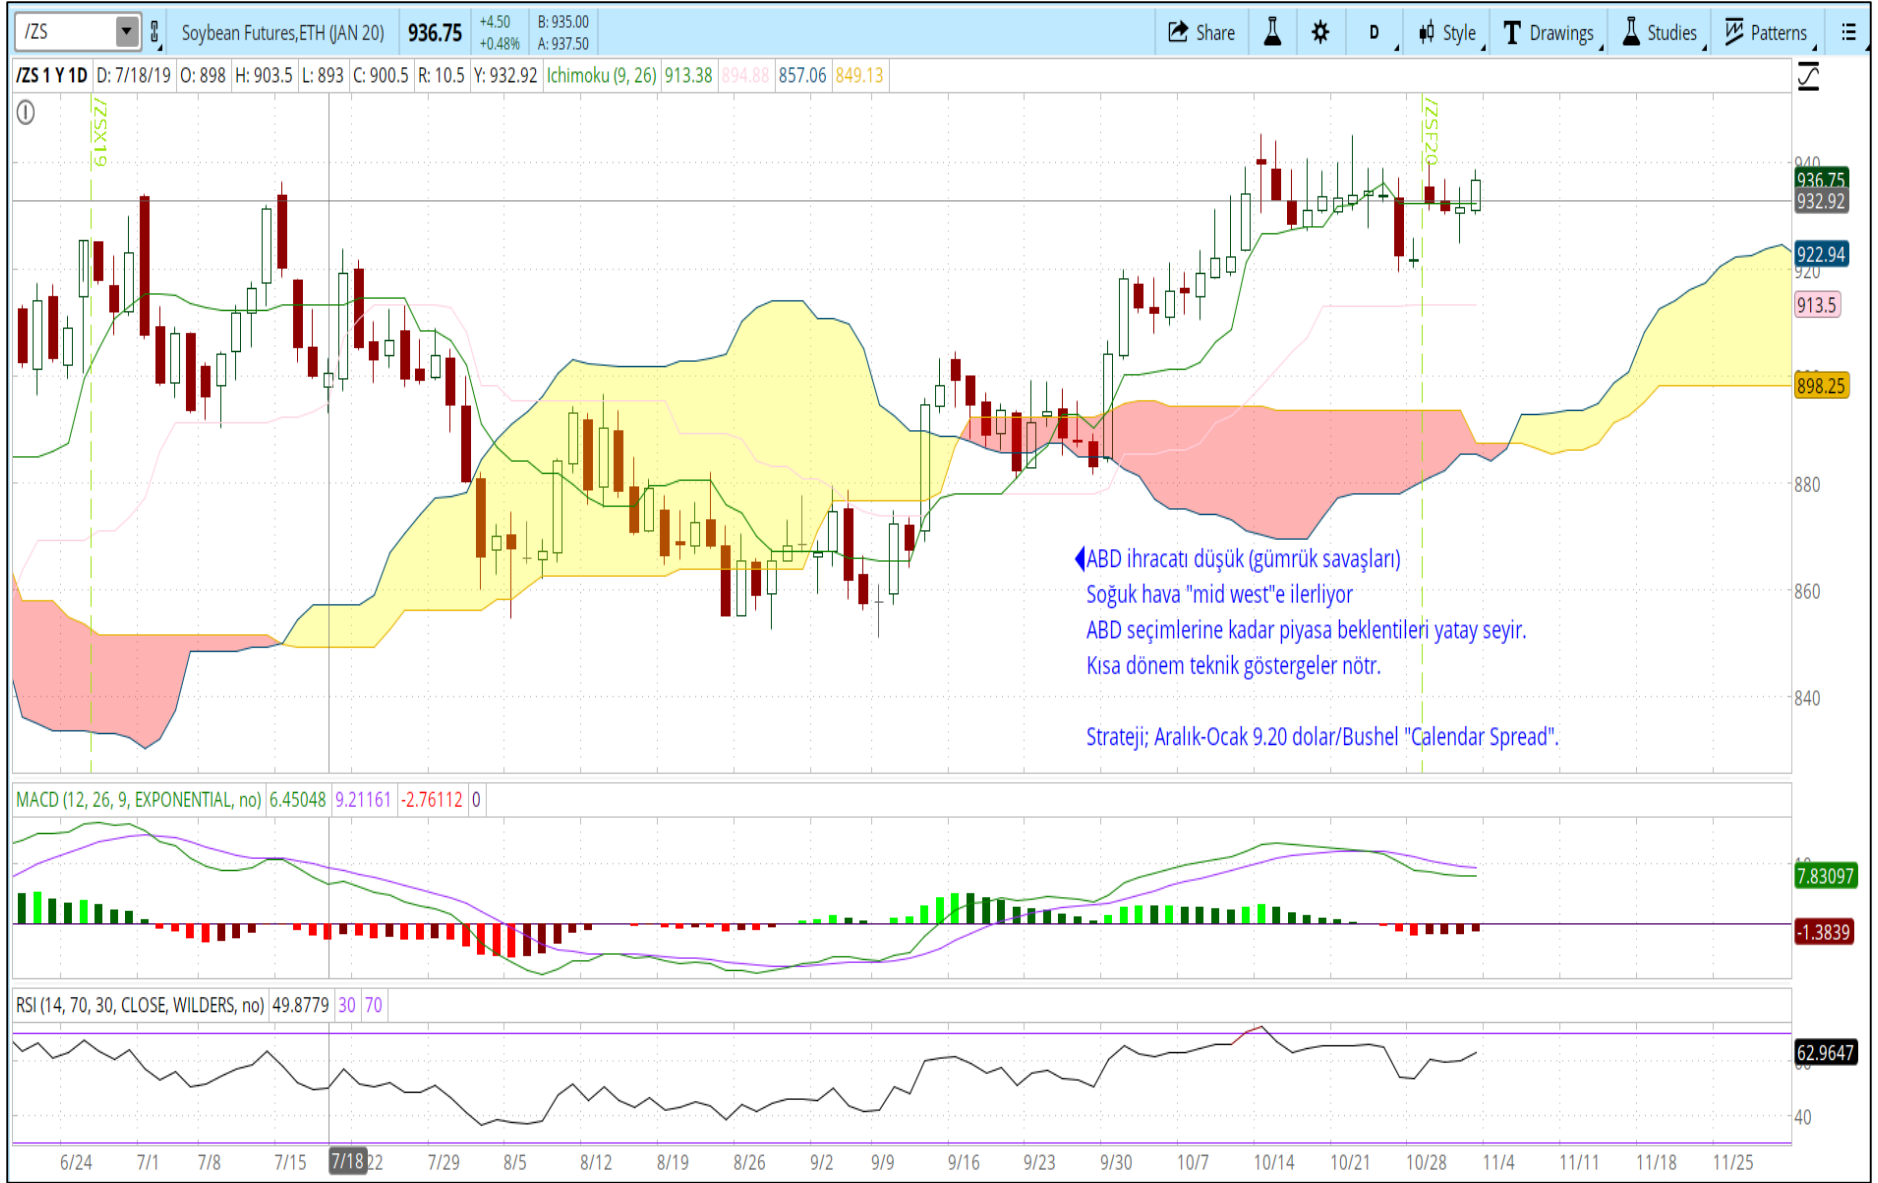 /ZS Soybean Futures,ETH (JAN 20) 936.75 +4.50 +0.48% B: 935.00 A: 937.50 Share D Style Drawings Studies Patterns
/ZS 1 Y 1D D: 7/18/19 O: 898 H: 903.5 L: 893 C: 900.5 R: 10.5 Y: 932.92 Ichimoku (9, 26) 913.38 894.88 857.06 849.13
/ZSX19
/ZSF20
940
936.75
932.92
922.94
920
913.5
898.25
880
860
840
ABD ihracatı düşük (gümrük savaşları)
Soğuk hava "mid west"e ilerliyor
ABD seçimlerine kadar piyasa beklentileri yatay seyir.
Kısa dönem teknik göstergeler nötr.
Strateji; Aralık-Ocak 9.20 dolar/Bushel "Calendar Spread".
MACD (12, 26, 9, EXPONENTIAL, no) 6.45048 9.21161 -2.76112 0
7.83097
-1.3839
RSI (14, 70, 30, CLOSE, WILDERS, no) 49.8779 30 70
62.9647
40
6/24 7/1 7/8 7/15 7/18 22 7/29 8/5 8/12 8/19 8/26 9/2 9/9 9/16 9/23 9/30 10/7 10/14 10/21 10/28 11/4 11/11 11/18 11/25